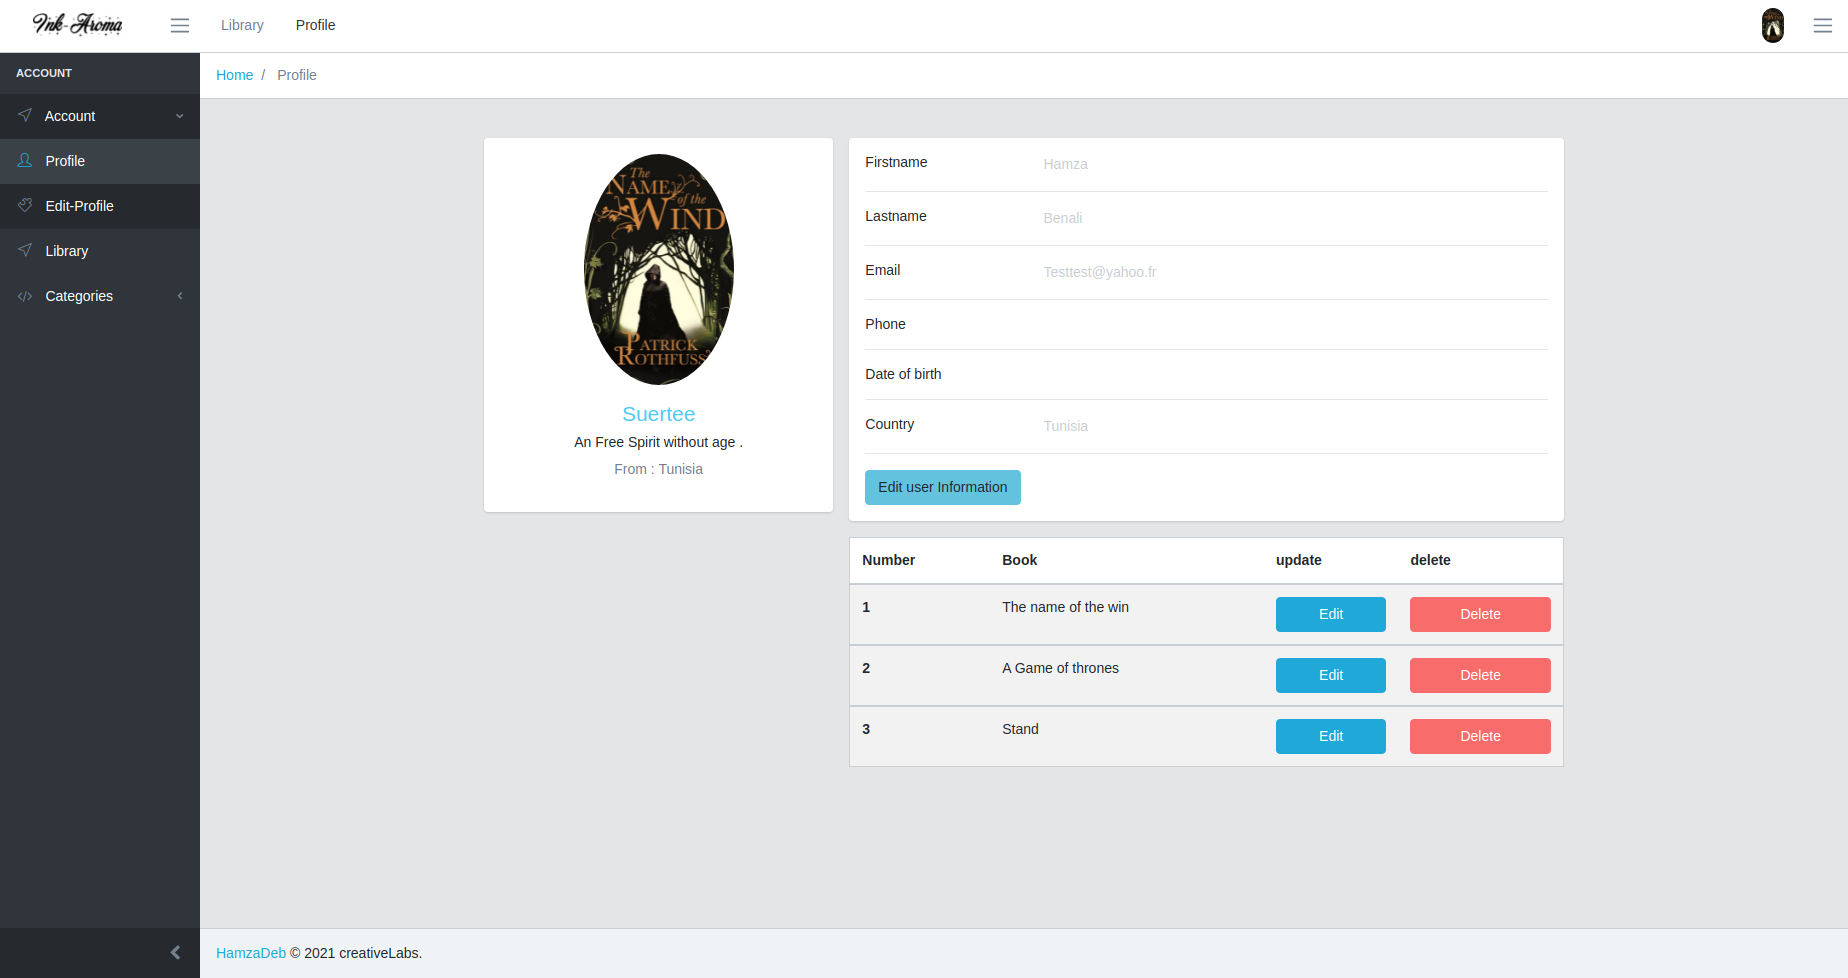 Ink-Aroma
Library
Profile
ACCOUNT
Account
Profile
Edit-Profile
Library
Categories
Home / Profile
The
NAME
of the
WIND
PATRICK
ROTHFUSS
Suertee
An Free Spirit without age .
From : Tunisia
Firstname Hamza
Lastname Benali
Email Testtest@yahoo.fr
Phone
Date of birth
Country Tunisia
Edit user Information
Number Book update delete
1 The name of the win Edit Delete
2 A Game of thrones Edit Delete
3 Stand Edit Delete
HamzaDeb © 2021 creativeLabs.